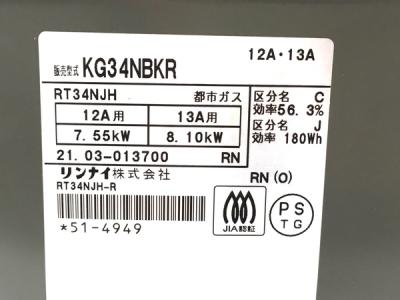 販売型式 KG34NBKR 12A・13A
RT34NJH 都市ガス
12A用 13A用
7.55kW 8.10kW
区分名 C
効率56.3%
区分名 J
効率 180Wh
21.03-013700 RN
リンナイ株式会社
RT34NJH-R
RN(O)
*51-4949
JIA認証
PS
TG